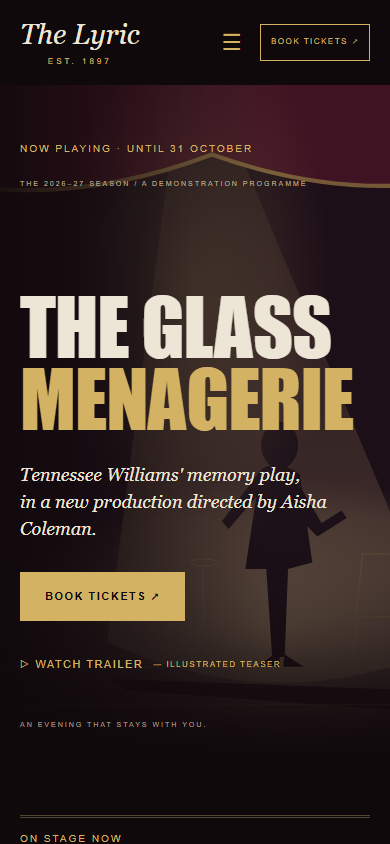 The Lyric
EST. 1897
BOOK TICKETS ↗
NOW PLAYING · UNTIL 31 OCTOBER
THE 2026–27 SEASON / A DEMONSTRATION PROGRAMME
THE GLASS
MENAGERIE
Tennessee Williams' memory play,
in a new production directed by Aisha
Coleman.
BOOK TICKETS ↗
▷ WATCH TRAILER — ILLUSTRATED TEASER
AN EVENING THAT STAYS WITH YOU.
ON STAGE NOW